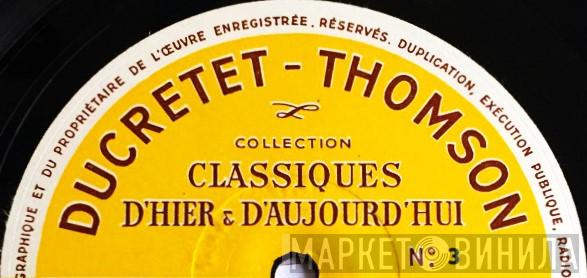 GRAPHIQUE ET DU PROPRIÉTAIRE DE L'ŒUVRE ENREGISTRÉE, RÉSERVÉS. DUPLICATION, EXÉCUTION PUBLIQUE, RADIO
DUCRETET - THOMSON
COLLECTION
CLASSIQUES
D'HIER & D'AUJOURD'HUI
Nº 3
МАРКЕТ ВИНИЛА